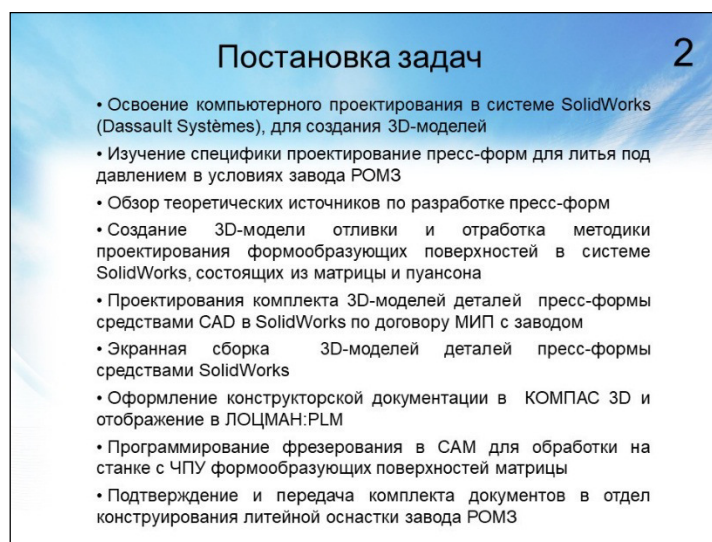 Постановка задач
2
• Освоение компьютерного проектирования в системе SolidWorks
(Dassault Systèmes), для создания 3D-моделей
• Изучение специфики проектирование пресс-форм для литья под
давлением в условиях завода РОМЗ
• Обзор теоретических источников по разработке пресс-форм
• Создание 3D-модели отливки и отработка методики
проектирования формообразующих поверхностей в системе
SolidWorks, состоящих из матрицы и пуансона
• Проектирования комплекта 3D-моделей деталей пресс-формы
средствами CAD в SolidWorks по договору МИП с заводом
• Экранная сборка 3D-моделей деталей пресс-формы
средствами SolidWorks
• Оформление конструкторской документации в КОМПАС 3D и
отображение в ЛОЦМАН:PLM
• Программирование фрезерования в CAM для обработки на
станке с ЧПУ формообразующих поверхностей матрицы
• Подтверждение и передача комплекта документов в отдел
конструирования литейной оснастки завода РОМЗ